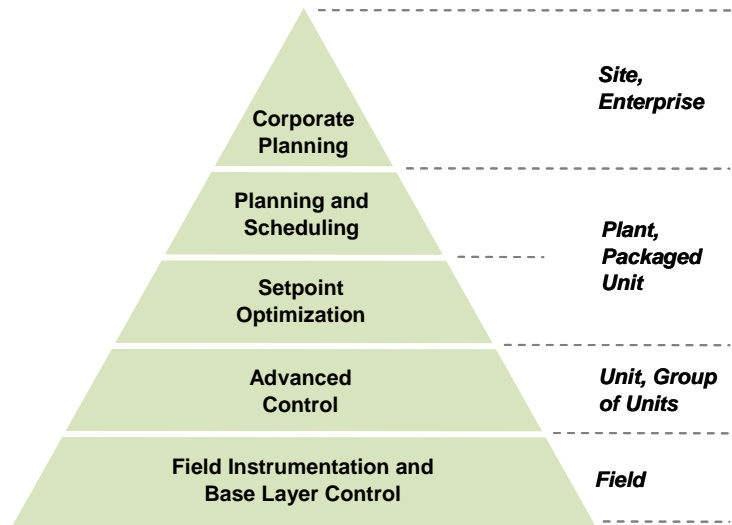 Corporate
Planning
Site,
Enterprise
Planning and
Scheduling
Setpoint
Optimization
Plant,
Packaged
Unit
Advanced
Control
Unit, Group
of Units
Field Instrumentation and
Base Layer Control
Field